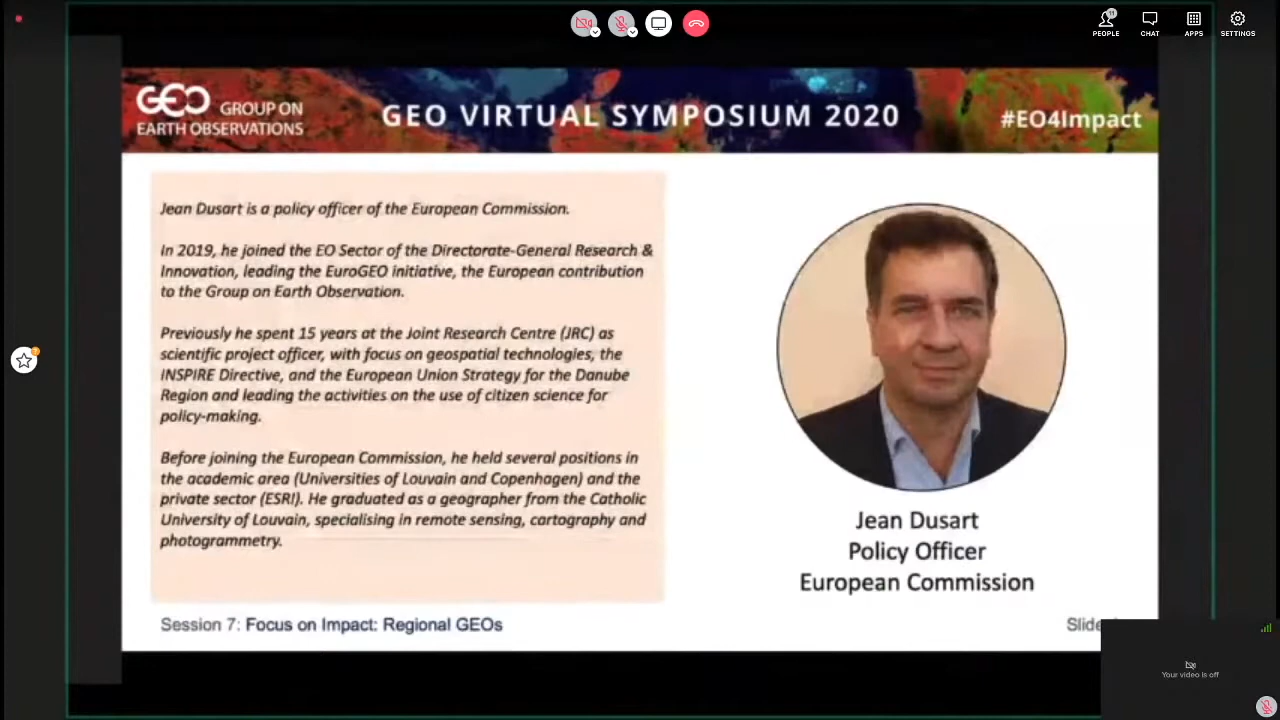 11
PEOPLE
CHAT
APPS
SETTINGS
GEO GROUP ON
EARTH OBSERVATIONS
GEO VIRTUAL SYMPOSIUM 2020
#EO4Impact
Jean Dusart is a policy officer of the European Commission.
In 2019, he joined the EO Sector of the Directorate-General Research &
Innovation, leading the EuroGEO initiative, the European contribution
to the Group on Earth Observation.
Previously he spent 15 years at the Joint Research Centre (JRC) as
scientific project officer, with focus on geospatial technologies, the
INSPIRE Directive, and the European Union Strategy for the Danube
Region and leading the activities on the use of citizen science for
policy-making.
Before joining the European Commission, he held several positions in
the academic area (Universities of Louvain and Copenhagen) and the
private sector (ESRI). He graduated as a geographer from the Catholic
University of Louvain, specialising in remote sensing, cartography and
photogrammetry.
Jean Dusart
Policy Officer
European Commission
Session 7: Focus on Impact: Regional GEOs
Slide
Your video is off